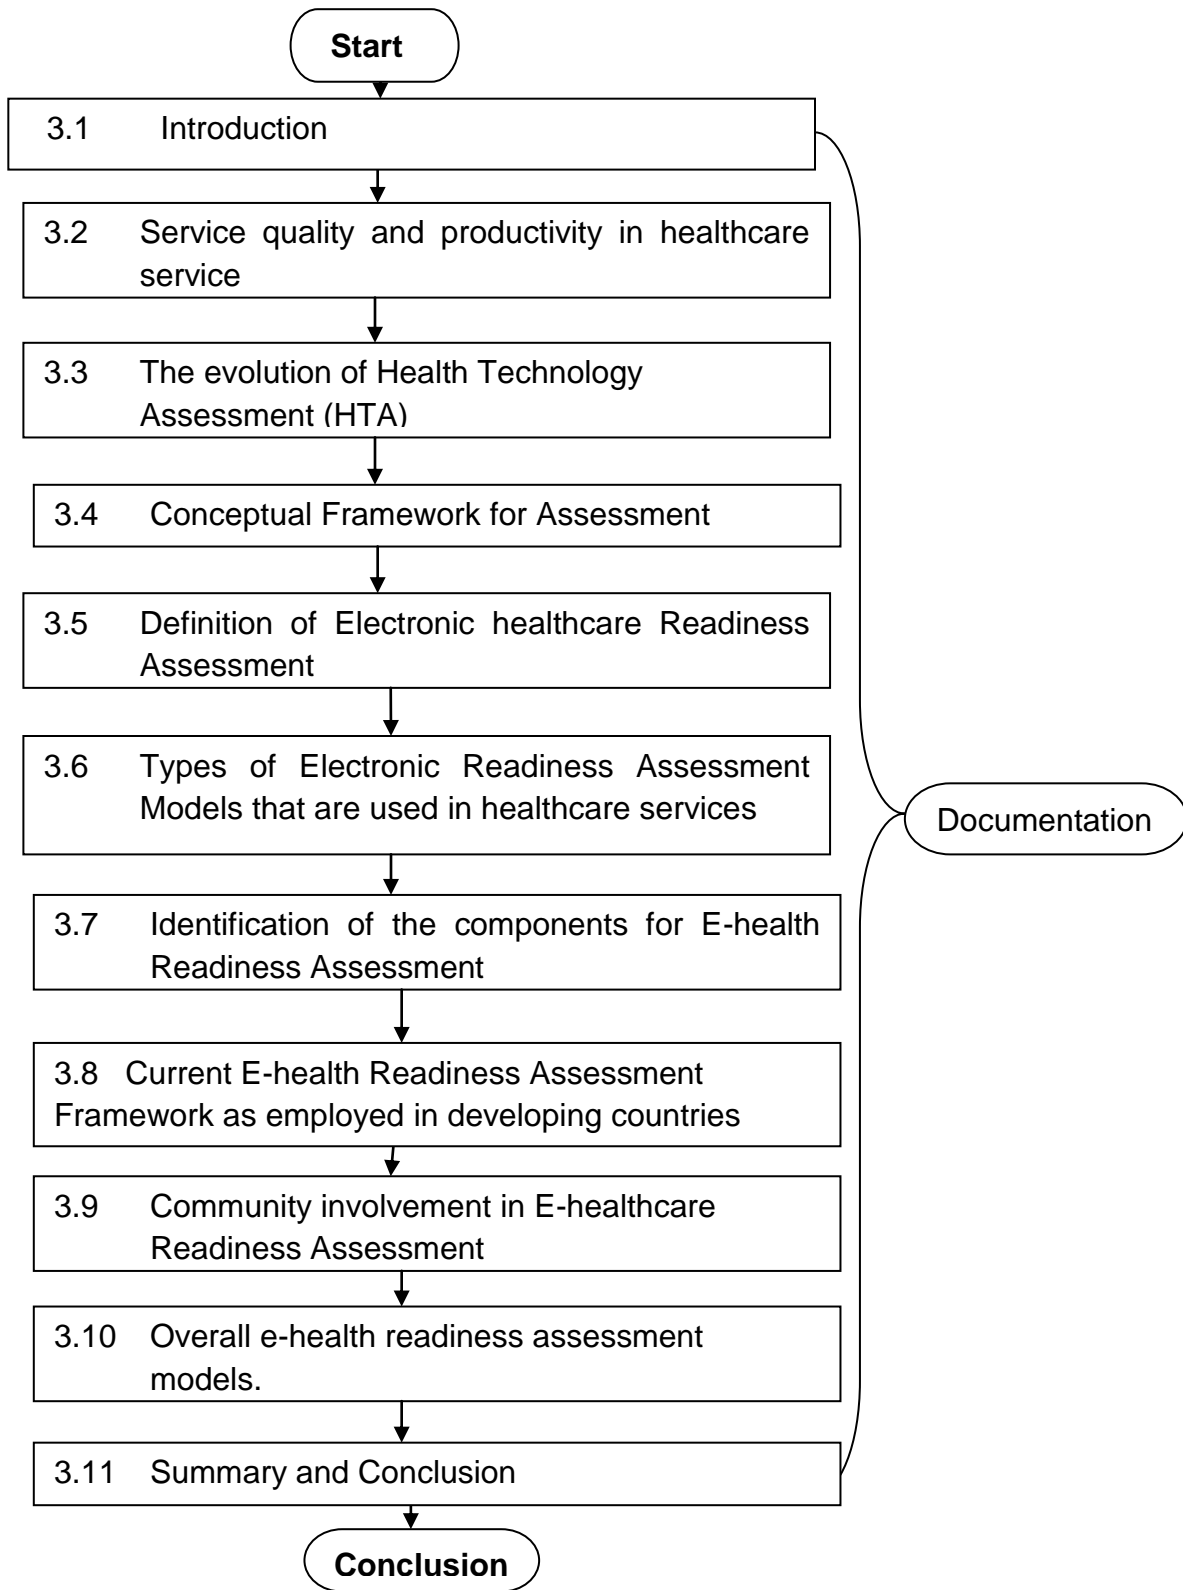 Start
3.1 Introduction
3.2 Service quality and productivity in healthcare
service
3.3 The evolution of Health Technology
Assessment (HTA)
3.4 Conceptual Framework for Assessment
3.5 Definition of Electronic healthcare Readiness
Assessment
3.6 Types of Electronic Readiness Assessment
Models that are used in healthcare services
Documentation
3.7 Identification of the components for E-health
Readiness Assessment
3.8 Current E-health Readiness Assessment
Framework as employed in developing countries
3.9 Community involvement in E-healthcare
Readiness Assessment
3.10 Overall e-health readiness assessment
models.
3.11 Summary and Conclusion
Conclusion